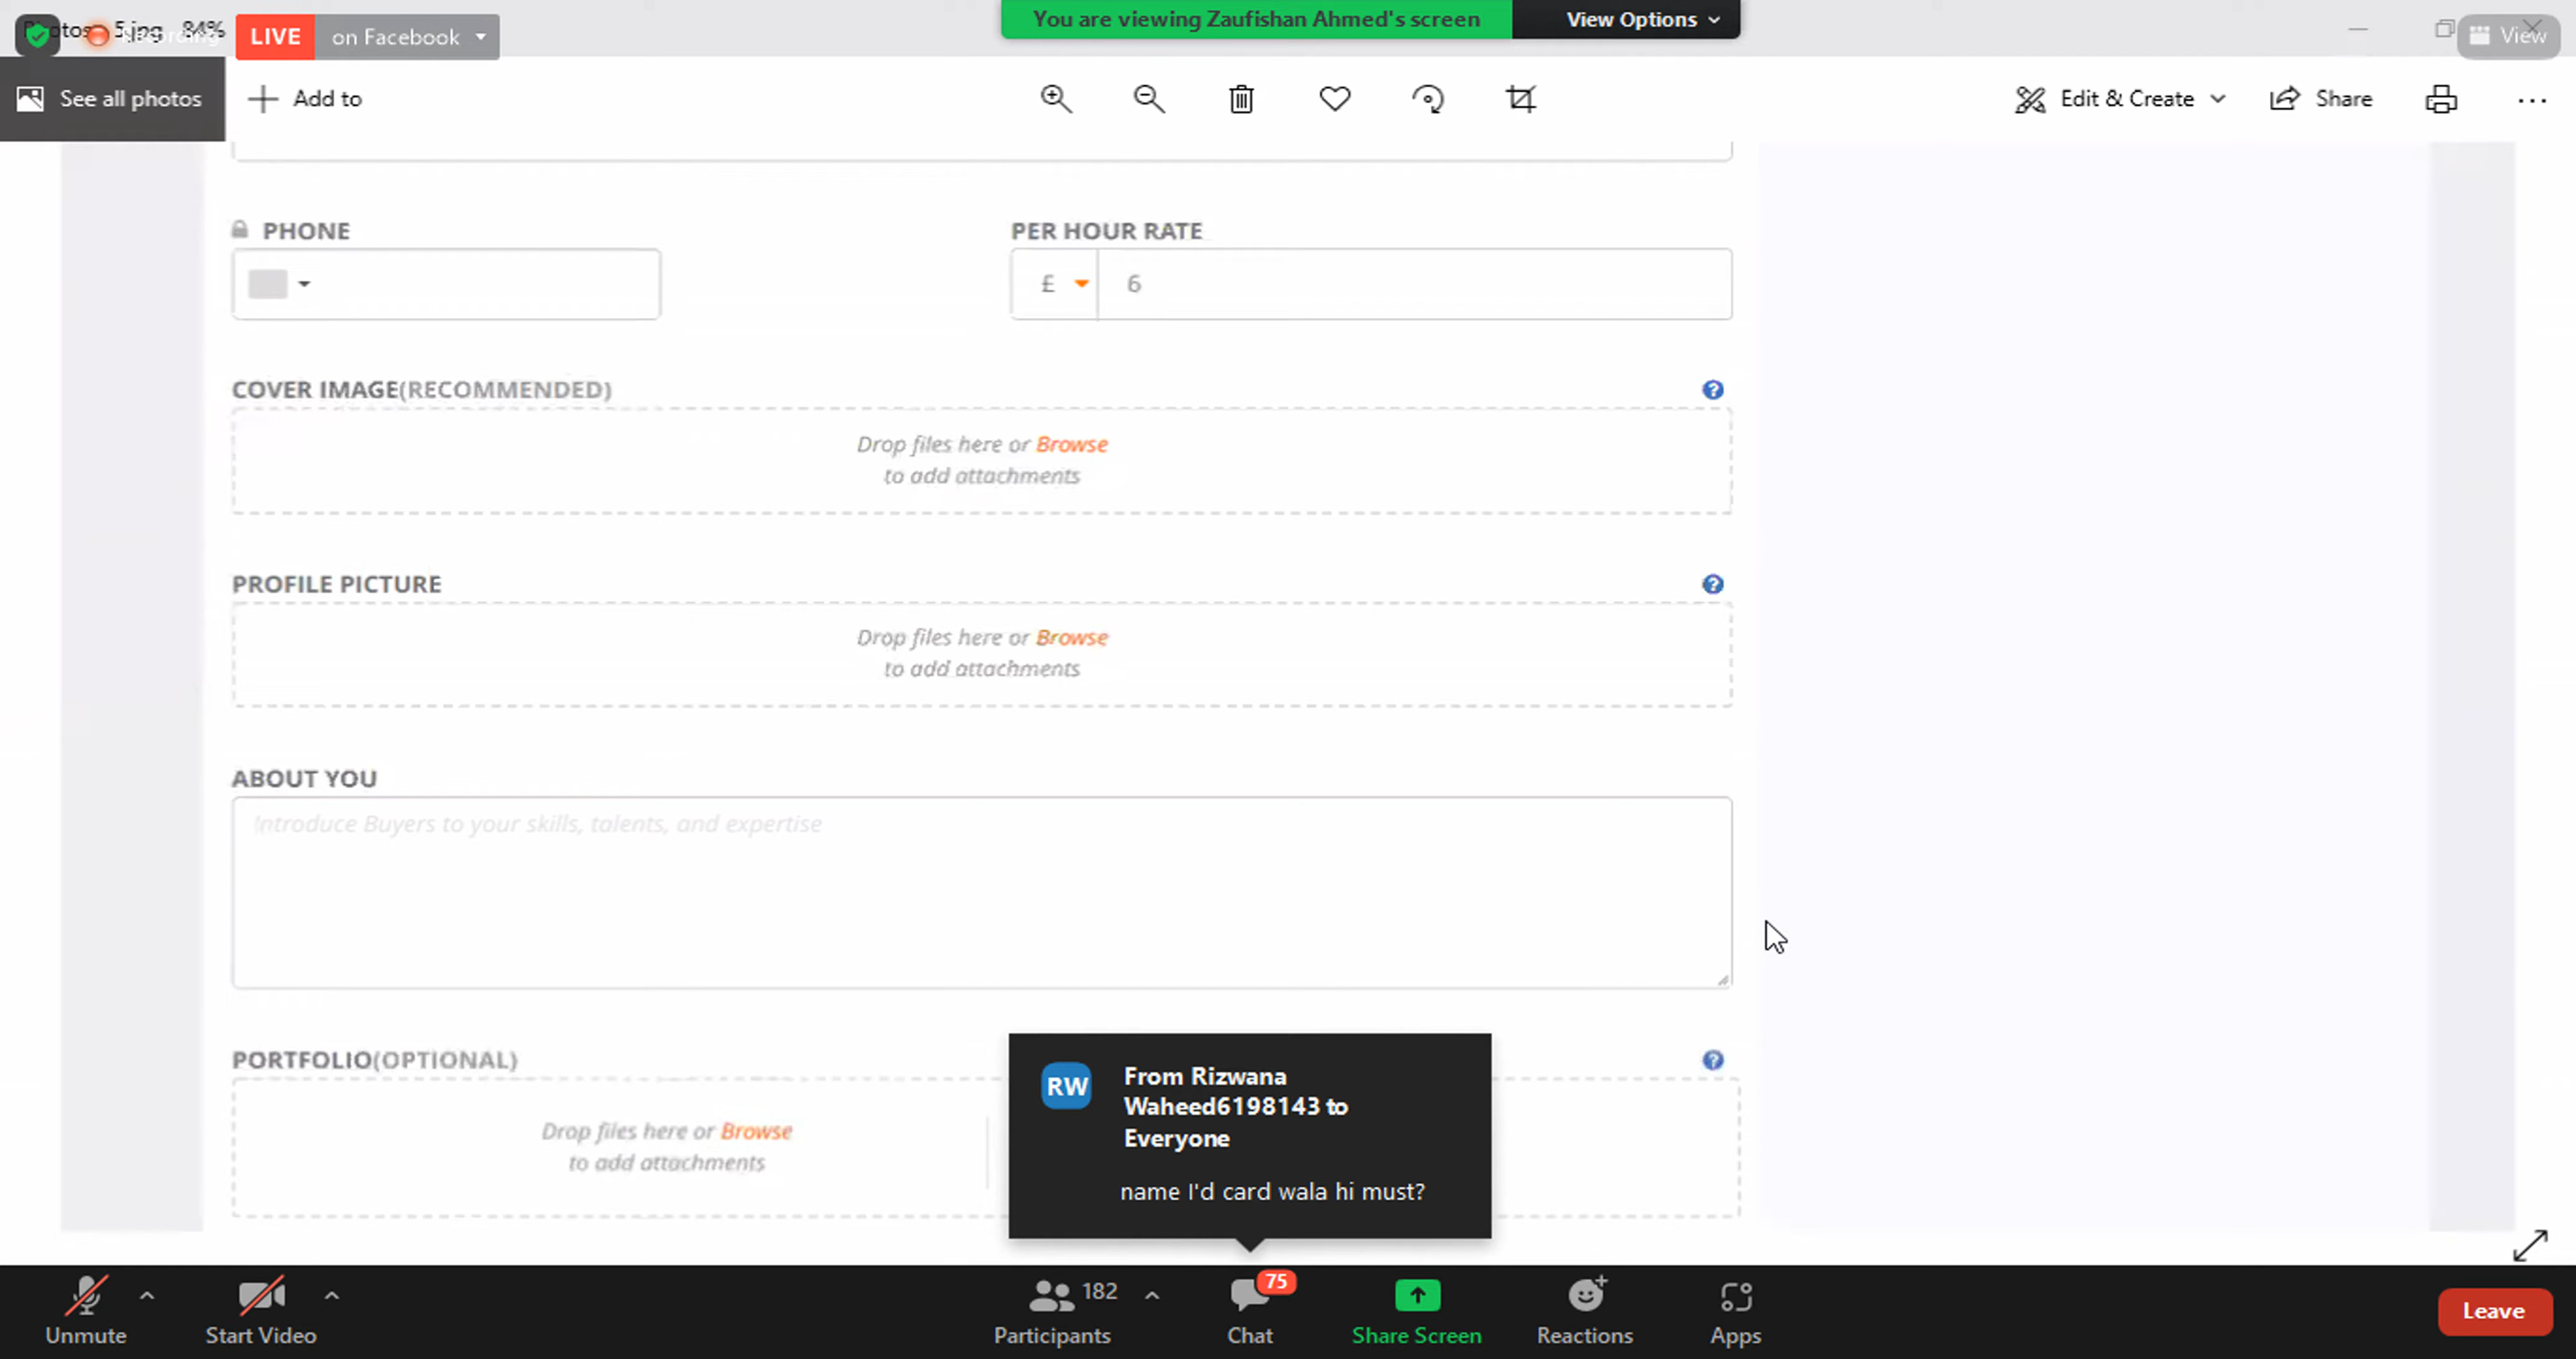 5.jpg 84%
LIVE on Facebook
You are viewing Zaufishan Ahmed's screen View Options
View
See all photos
Add to
Edit & Create
Share
PHONE
PER HOUR RATE
£ 6
COVER IMAGE(RECOMMENDED)
Drop files here or Browse
to add attachments
PROFILE PICTURE
Drop files here or Browse
to add attachments
ABOUT YOU
Introduce Buyers to your skills, talents, and expertise
PORTFOLIO(OPTIONAL)
Drop files here or Browse
to add attachments
RW
From Rizwana
Waheed6198143 to
Everyone
name I'd card wala hi must?
Unmute
Start Video
182
Participants
75
Chat
Share Screen
Reactions
Apps
Leave